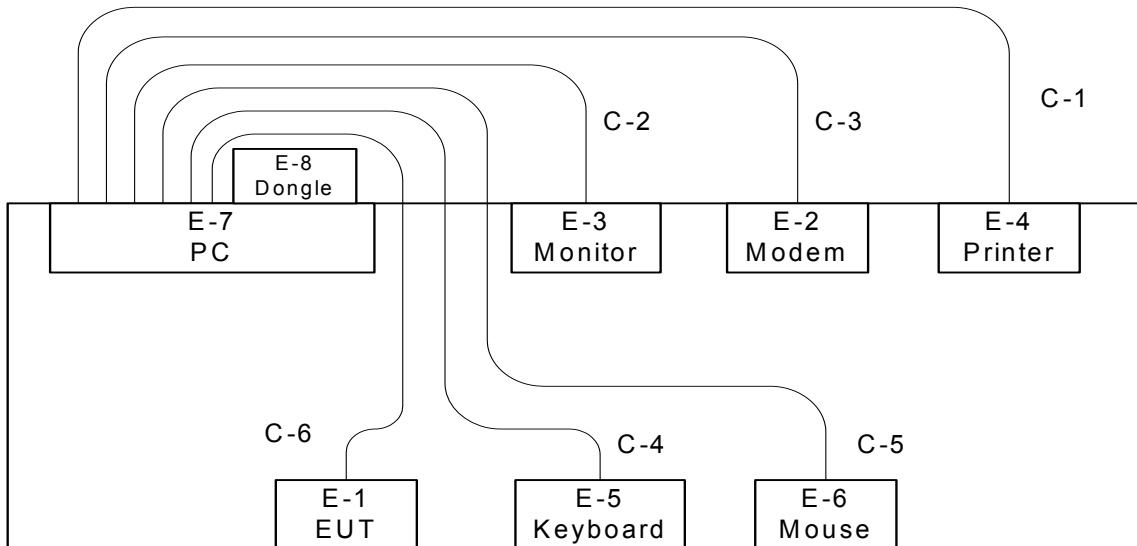 C-1
C-2
C-3
E-8
Dongle
E-7
PC
E-3
Monitor
E-2
Modem
E-4
Printer
C-6
C-4
C-5
E-1
EUT
E-5
Keyboard
E-6
Mouse